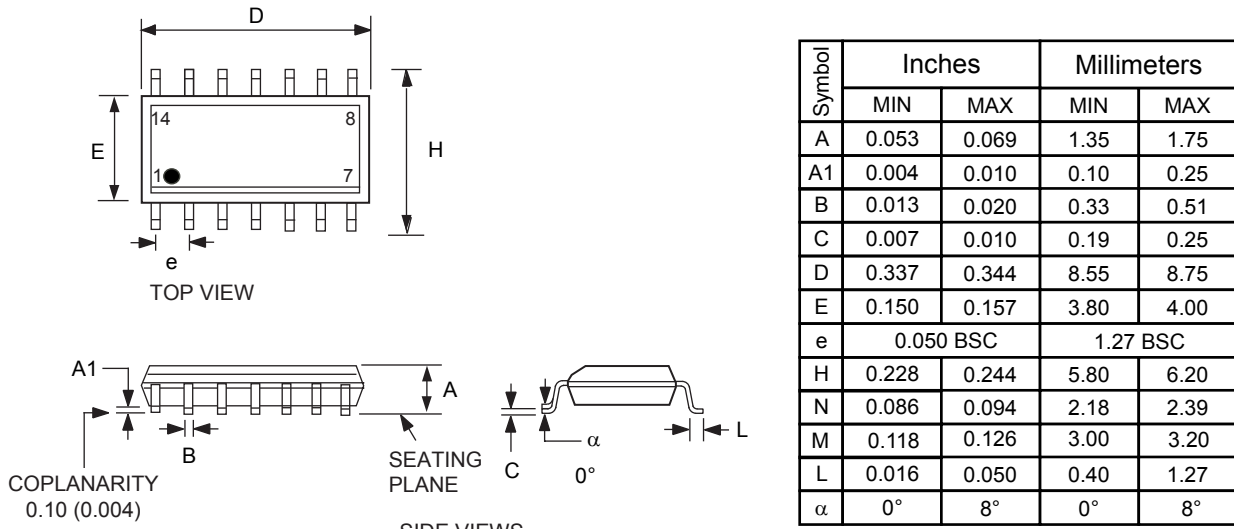 D
14 8
E
H
1 7
e
TOP VIEW
A1
A
B
COPLANARITY
0.10 (0.004)
SEATING
PLANE
C
α
0°
L
SIDE VIEWS
Symbol Inches Millimeters
MIN MAX MIN MAX
A 0.053 0.069 1.35 1.75
A1 0.004 0.010 0.10 0.25
B 0.013 0.020 0.33 0.51
C 0.007 0.010 0.19 0.25
D 0.337 0.344 8.55 8.75
E 0.150 0.157 3.80 4.00
e 0.050 BSC 1.27 BSC
H 0.228 0.244 5.80 6.20
N 0.086 0.094 2.18 2.39
M 0.118 0.126 3.00 3.20
L 0.016 0.050 0.40 1.27
α 0° 8° 0° 8°